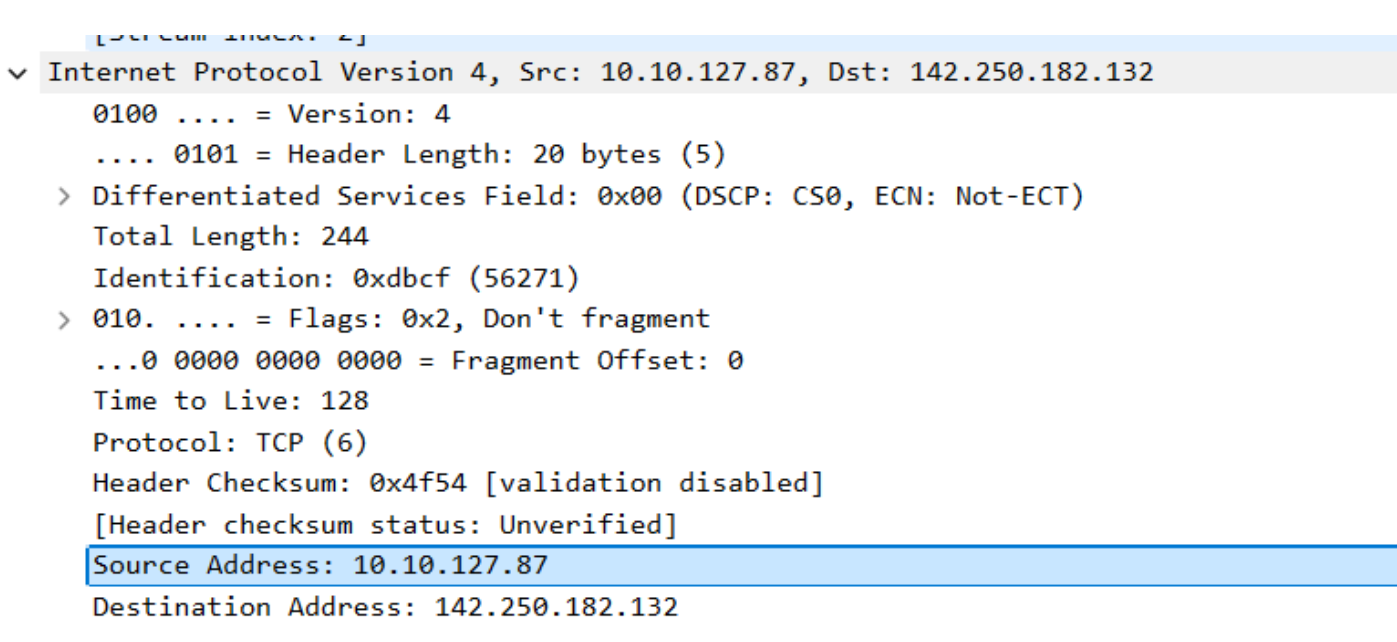 [Stream index: 2]
Internet Protocol Version 4, Src: 10.10.127.87, Dst: 142.250.182.132
0100 .... = Version: 4
.... 0101 = Header Length: 20 bytes (5)
Differentiated Services Field: 0x00 (DSCP: CS0, ECN: Not-ECT)
Total Length: 244
Identification: 0xdbcf (56271)
010. .... = Flags: 0x2, Don't fragment
...0 0000 0000 0000 = Fragment Offset: 0
Time to Live: 128
Protocol: TCP (6)
Header Checksum: 0x4f54 [validation disabled]
[Header checksum status: Unverified]
Source Address: 10.10.127.87
Destination Address: 142.250.182.132